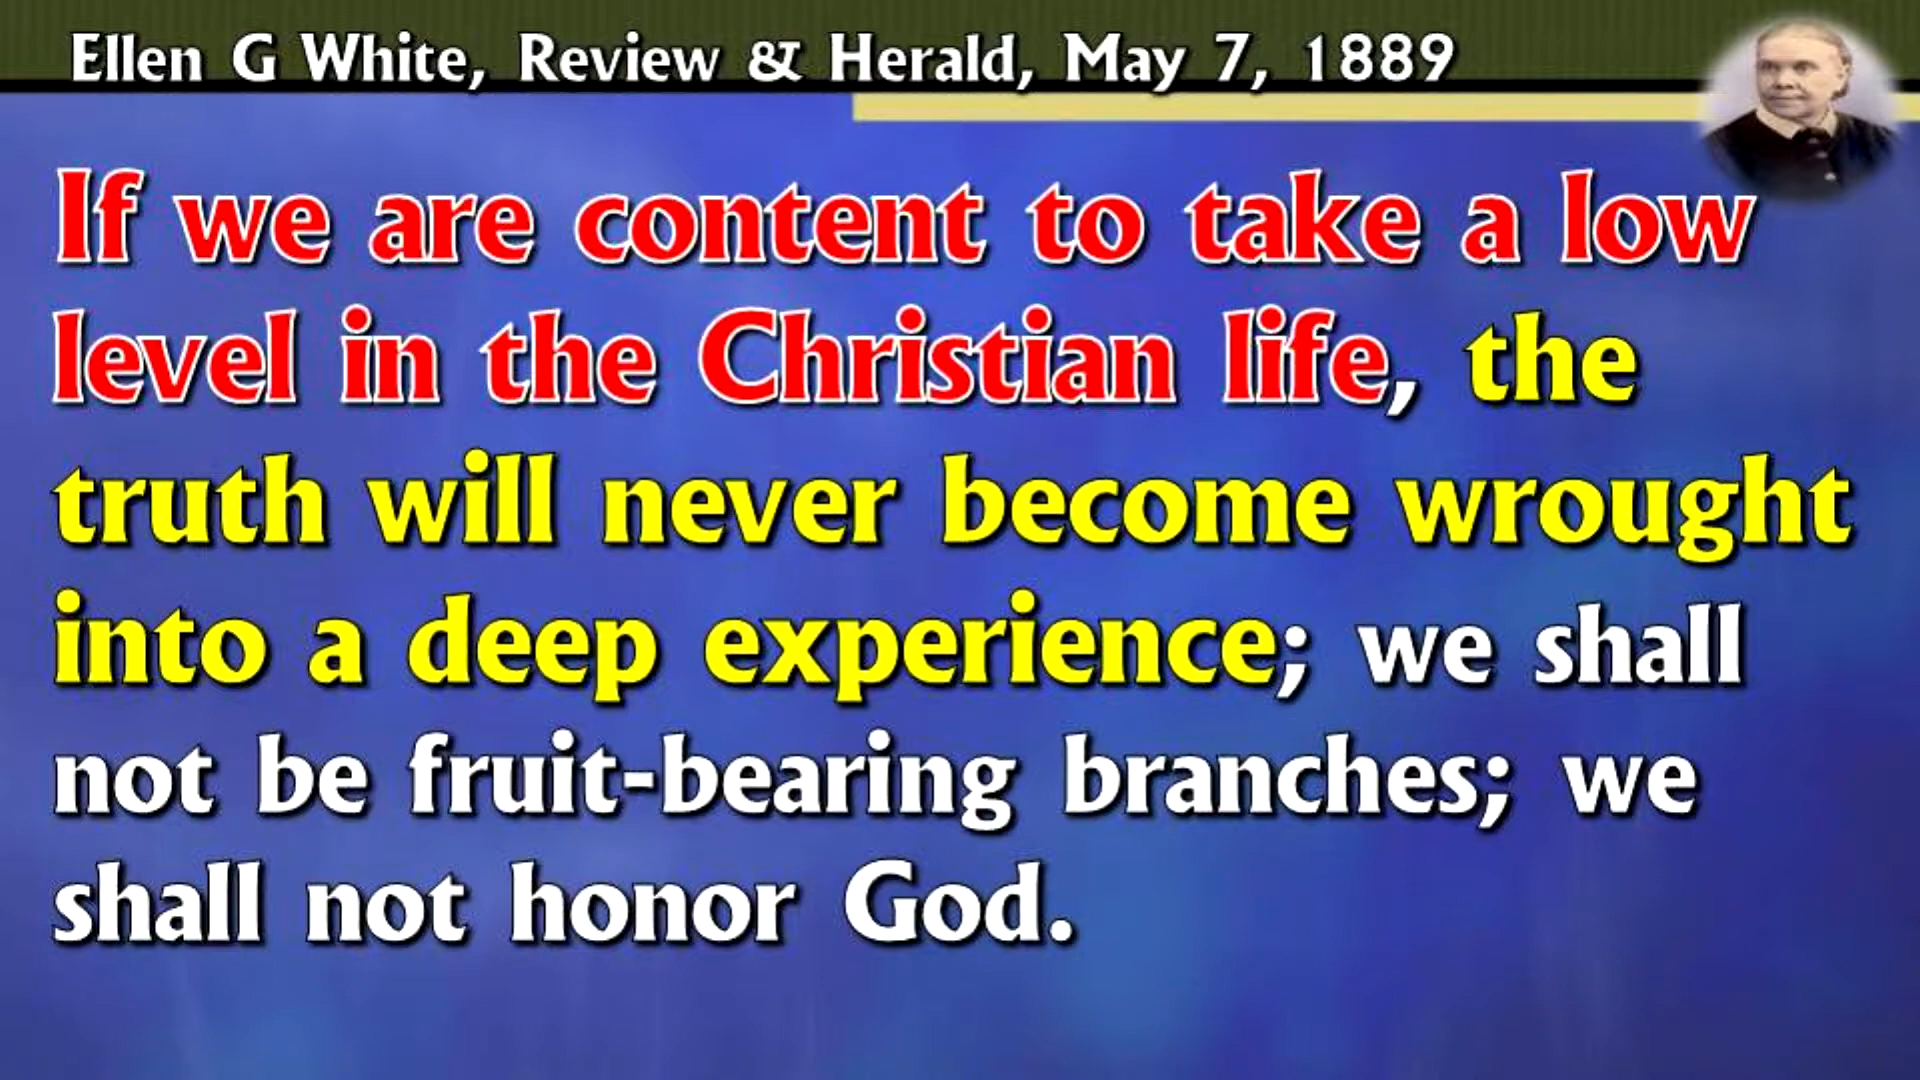 Ellen G White, Review & Herald, May 7, 1889
If we are content to take a low
level in the Christian life, the
truth will never become wrought
into a deep experience; we shall
not be fruit-bearing branches; we
shall not honor God.